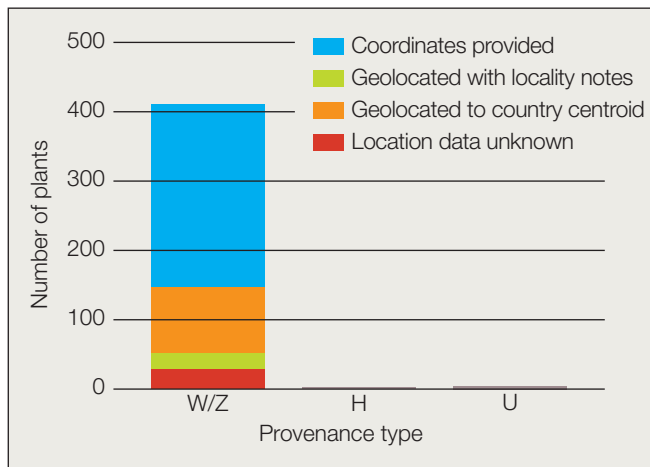 500
400
300
200
100
0
Number of plants
Coordinates provided
Geolocated with locality notes
Geolocated to country centroid
Location data unknown
W/Z H U
Provenance type